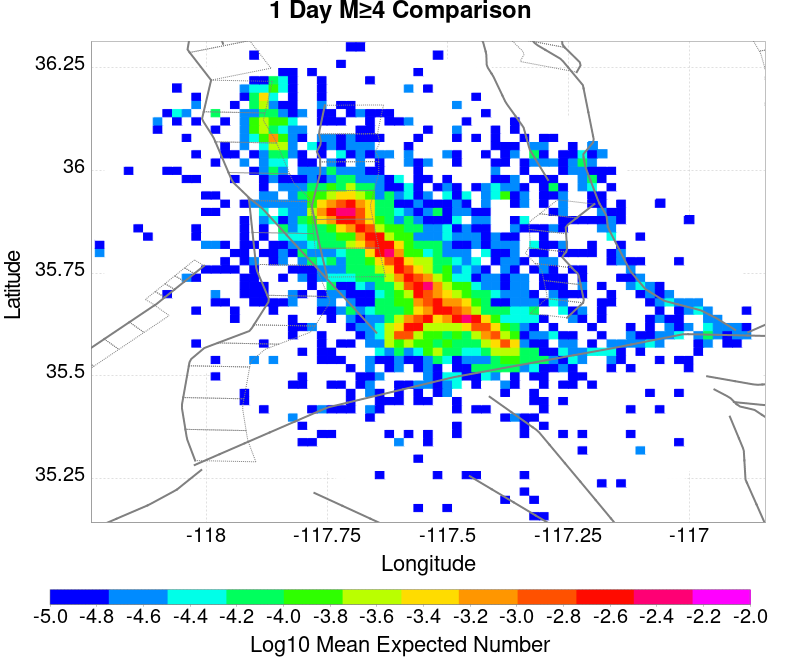 1 Day M≥4 Comparison
36.25
36
35.75
35.5
35.25
Latitude
-118
-117.75
-117.5
-117.25
-117
Longitude
-5.0 -4.8 -4.6 -4.4 -4.2 -4.0 -3.8 -3.6 -3.4 -3.2 -3.0 -2.8 -2.6 -2.4 -2.2 -2.0
Log10 Mean Expected Number